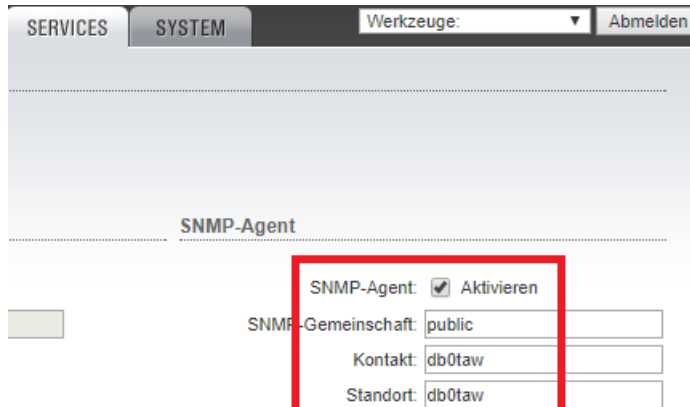 SERVICES SYSTEM Werkzeuge: Abmelden
SNMP-Agent
SNMP-Agent: Aktivieren
SNMP-Gemeinschaft: public
Kontakt: db0taw
Standort: db0taw